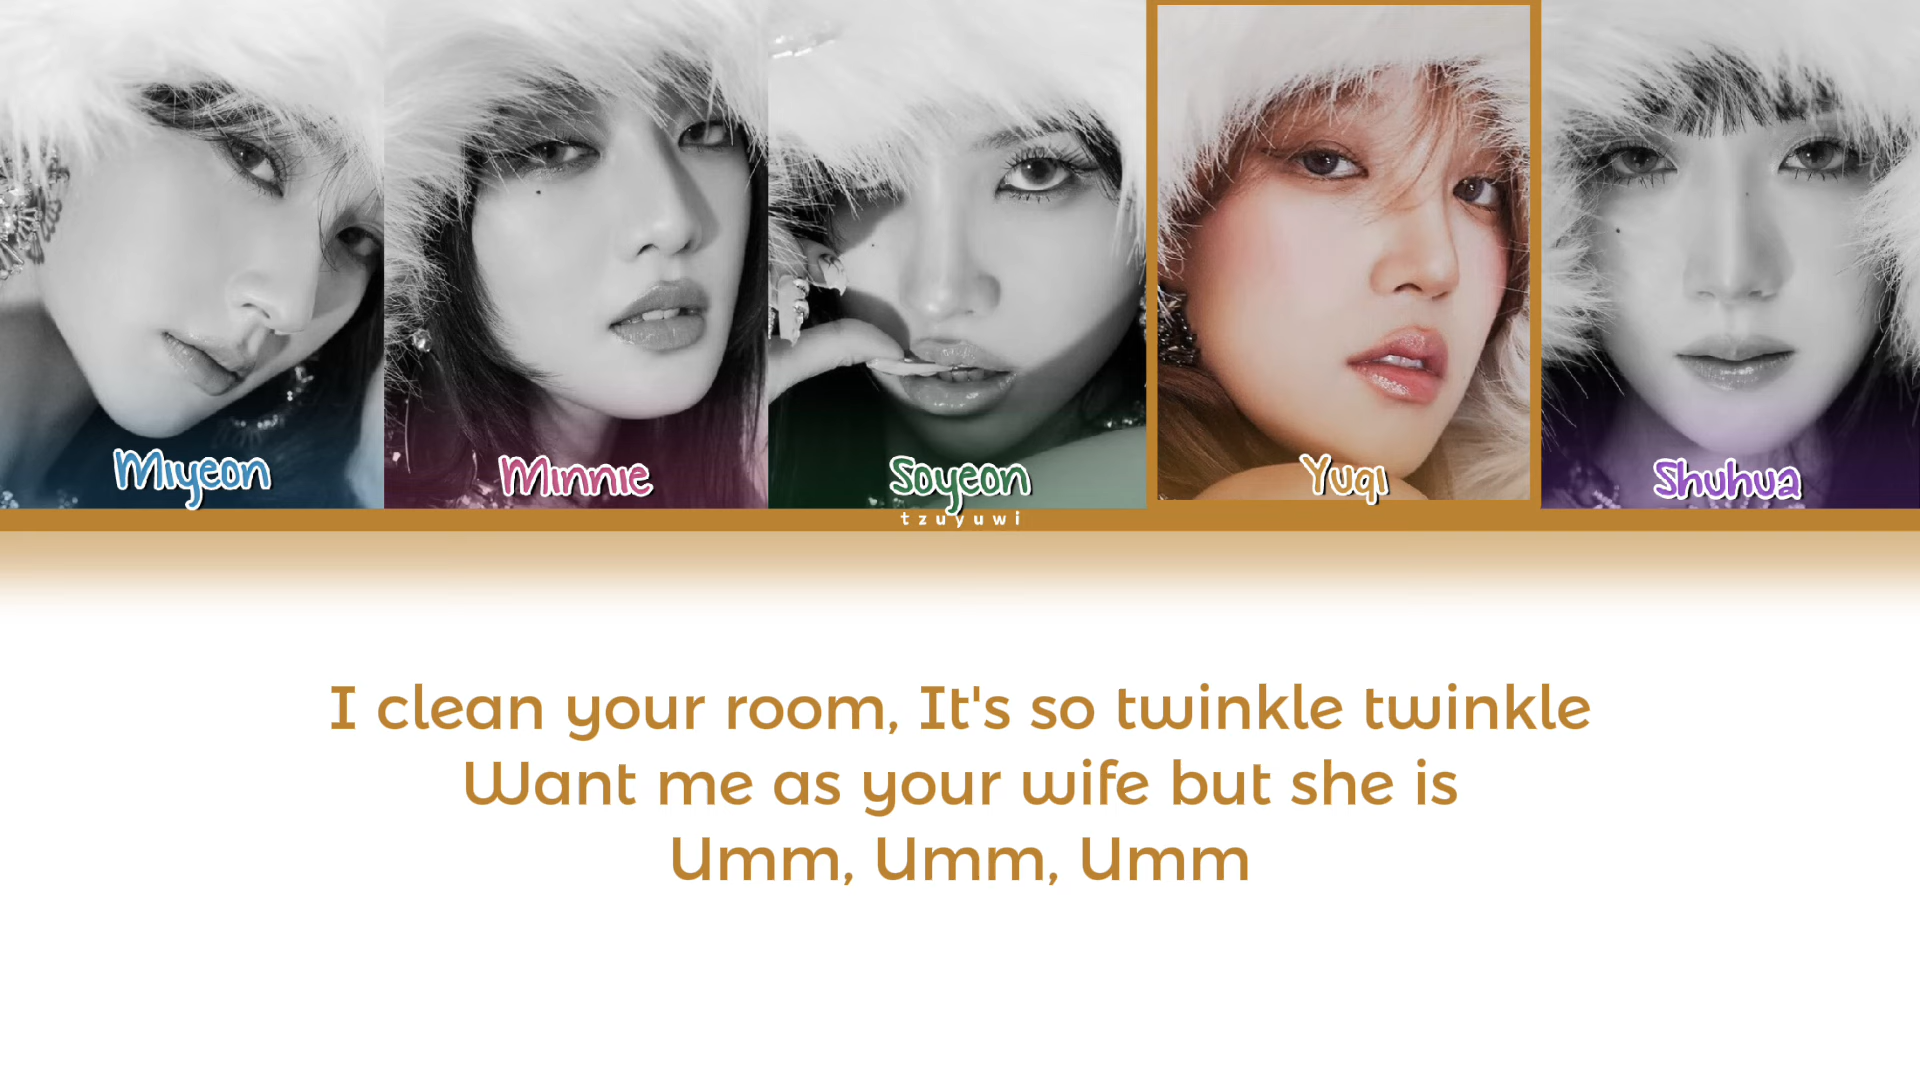 Miyeon
Minnie
Soyeon
Yuqi
Shuhua
tzuyuwi
I clean your room, It's so twinkle twinkle
Want me as your wife but she is
Umm, Umm, Umm